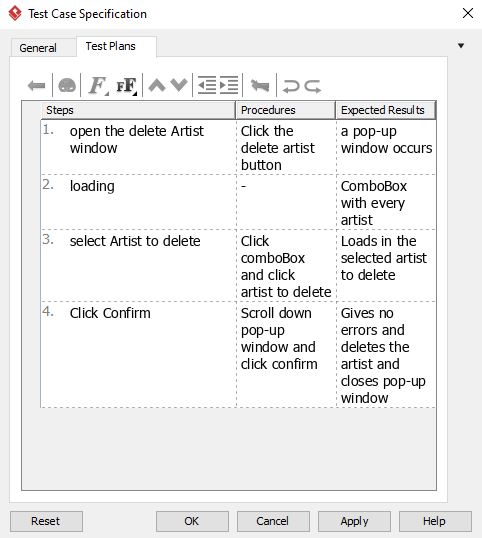 Test Case Specification
General
Test Plans
Steps Procedures Expected Results
1. open the delete Artist Click the a pop-up
window delete artist window occurs
button
2. loading - ComboBox
with every
artist
3. select Artist to delete Click Loads in the
comboBox selected artist
and click to delete
artist to delete
4. Click Confirm Scroll down Gives no
pop-up errors and
window and deletes the
click confirm artist and
closes pop-up
window
Reset OK Cancel Apply Help